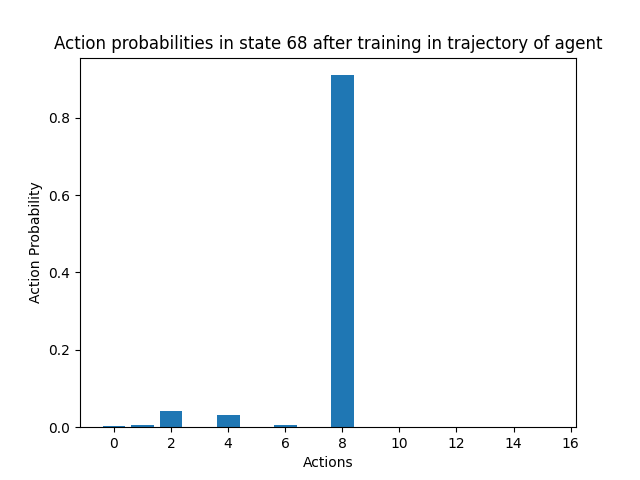 Action probabilities in state 68 after training in trajectory of agent
Action Probability
0.8
0.6
0.4
0.2
0.0
0 2 4 6 8 10 12 14 16
Actions